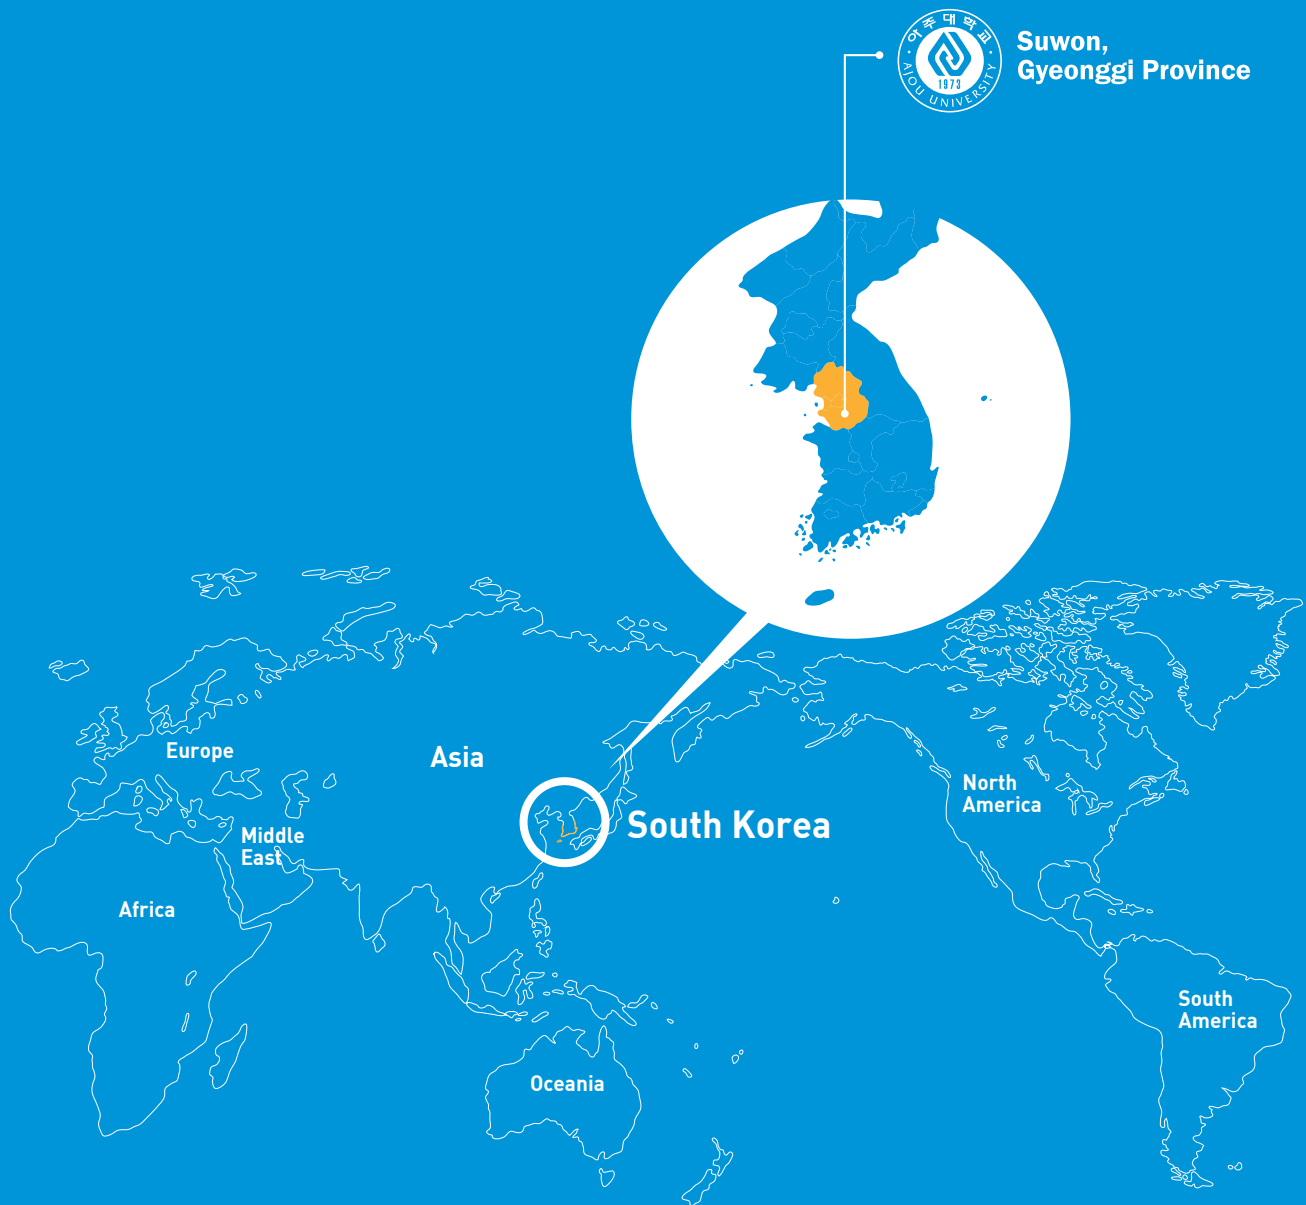 아주대학교
AJOU UNIVERSITY
1973
Suwon,
Gyeonggi Province
Europe
Asia
North
America
South Korea
Middle
East
Africa
South
America
Oceania